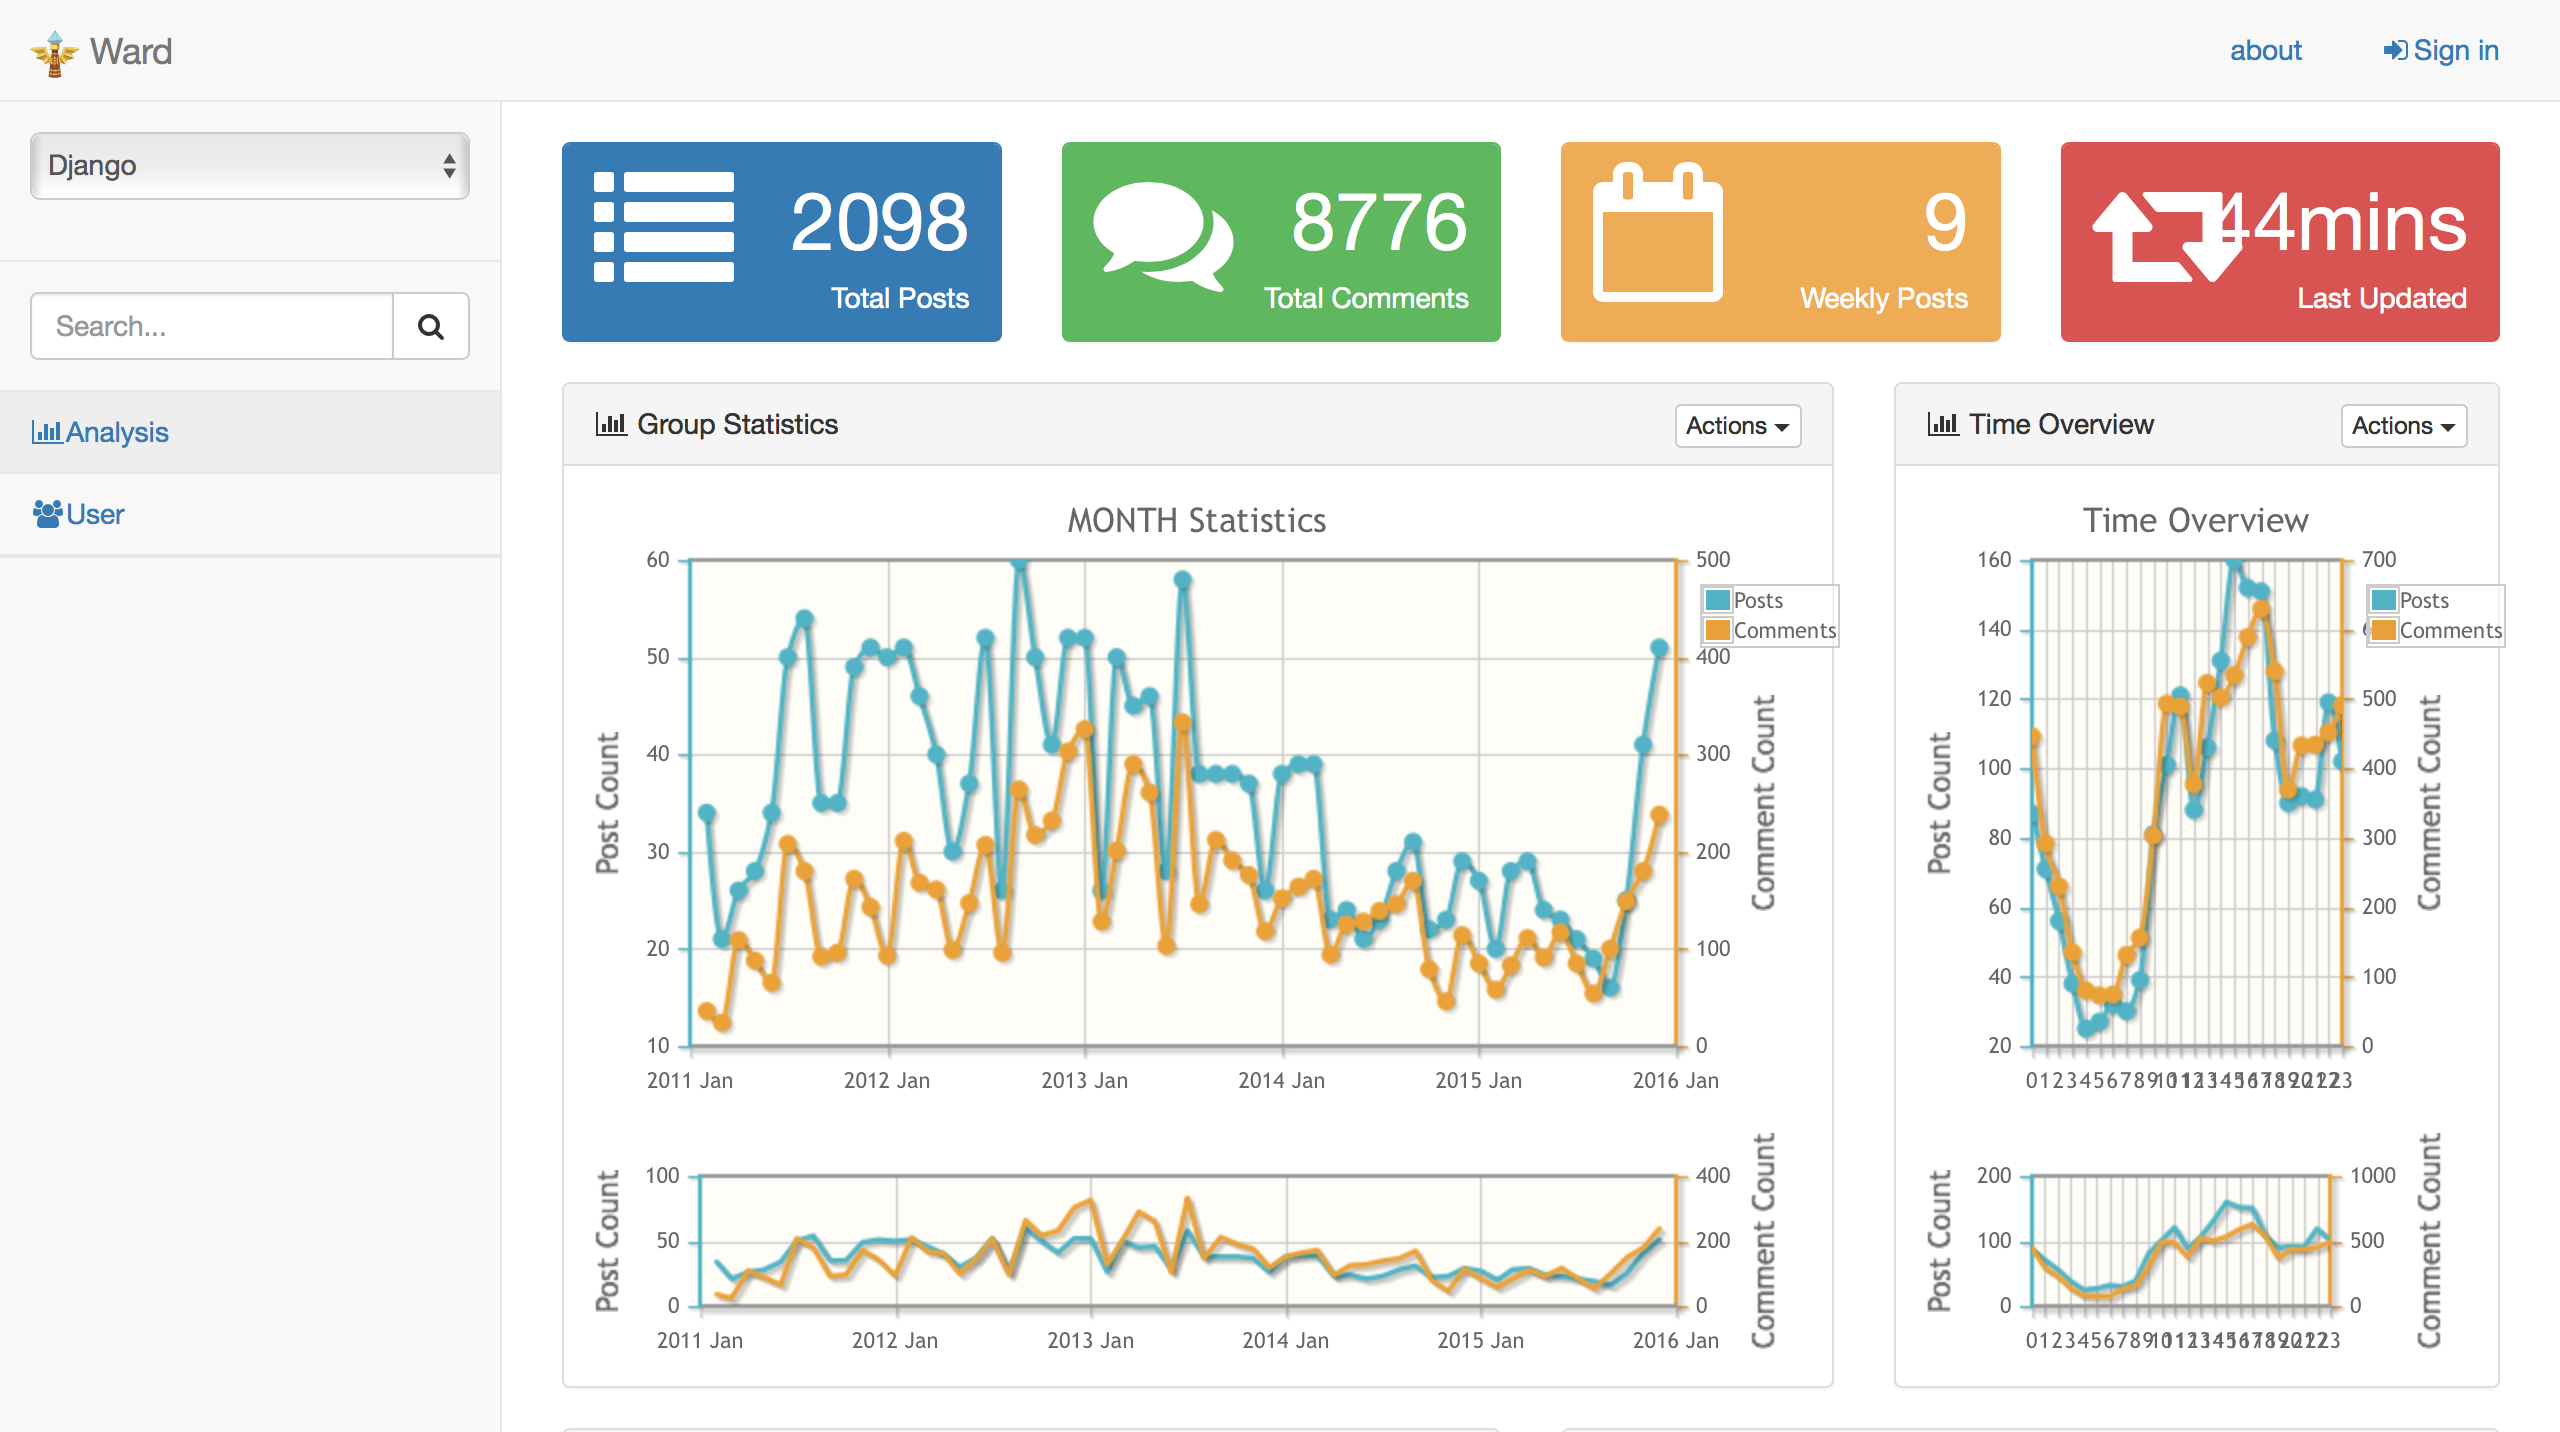 Ward
about
Sign in
Django
Search...
Analysis
User
2098
Total Posts
8776
Total Comments
9
Weekly Posts
44mins
Last Updated
Group Statistics
Actions
MONTH Statistics
60
50
40
30
20
10
Post Count
500
400
300
200
100
0
Comment Count
Posts
Comments
2011 Jan
2012 Jan
2013 Jan
2014 Jan
2015 Jan
2016 Jan
100
50
0
Post Count
400
200
0
Comment Count
2011 Jan
2012 Jan
2013 Jan
2014 Jan
2015 Jan
2016 Jan
Time Overview
Actions
Time Overview
160
140
120
100
80
60
40
20
Post Count
700
500
400
300
200
100
0
Comment Count
Posts
Comments
0 1 2 3 4 5 6 7 8 9 10 11 12 13 14 15 16 17 18 19 20 21 22 23
200
100
0
Post Count
1000
500
0
Comment Count
0 1 2 3 4 5 6 7 8 9 10 11 12 13 14 15 16 17 18 19 20 21 22 23